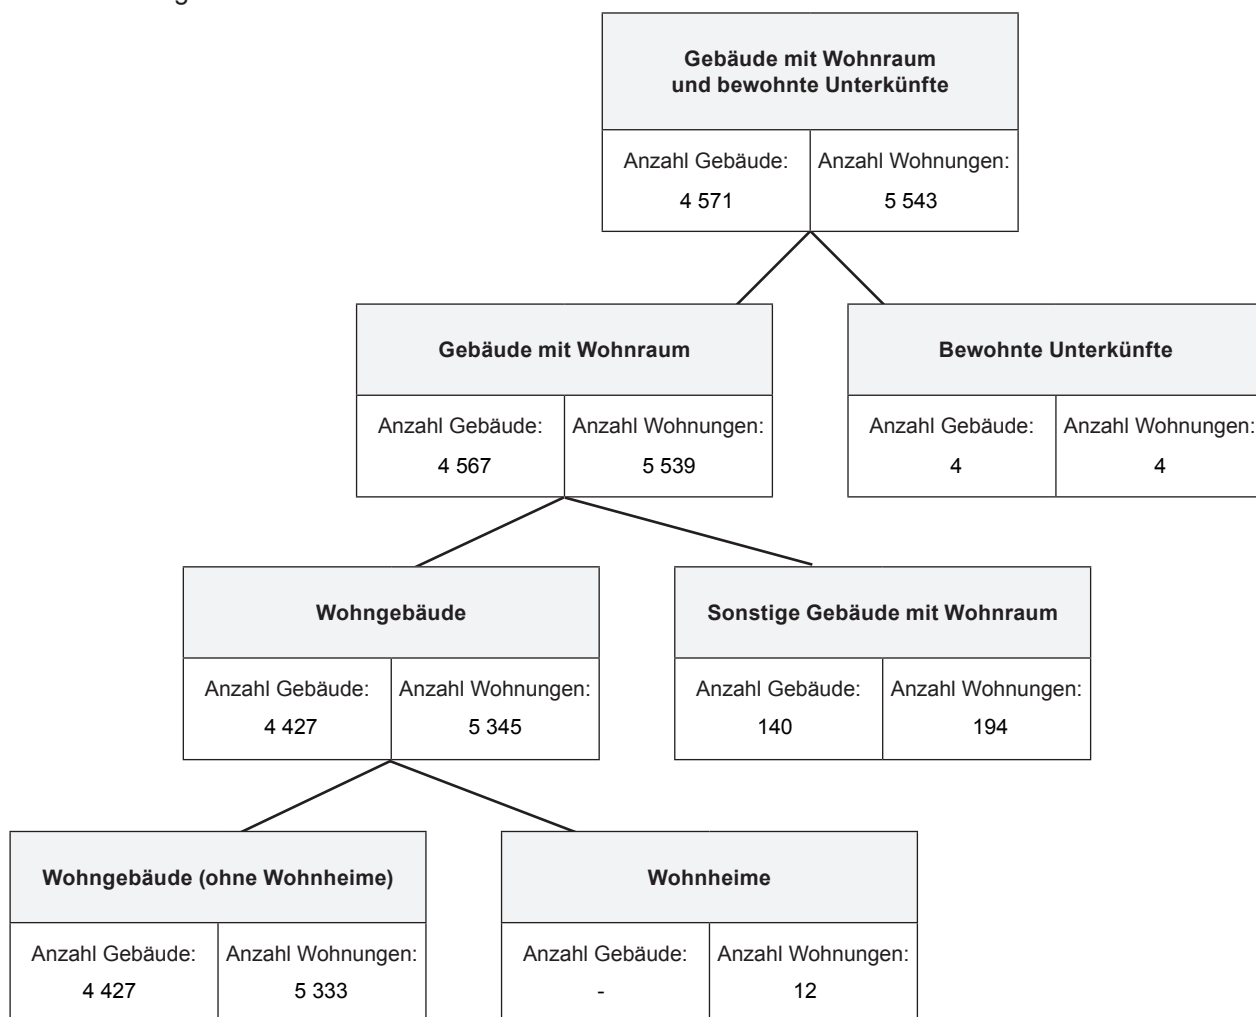 Gebäude mit Wohnraum
und bewohnte Unterkünfte
Anzahl Gebäude:
Anzahl Wohnungen:
4 571
5 543
Gebäude mit Wohnraum
Anzahl Gebäude:
Anzahl Wohnungen:
4 567
5 539
Bewohnte Unterkünfte
Anzahl Gebäude:
Anzahl Wohnungen:
4
4
Wohngebäude
Anzahl Gebäude:
Anzahl Wohnungen:
4 427
5 345
Sonstige Gebäude mit Wohnraum
Anzahl Gebäude:
Anzahl Wohnungen:
140
194
Wohngebäude (ohne Wohnheime)
Anzahl Gebäude:
Anzahl Wohnungen:
4 427
5 333
Wohnheime
Anzahl Gebäude:
Anzahl Wohnungen:
-
12